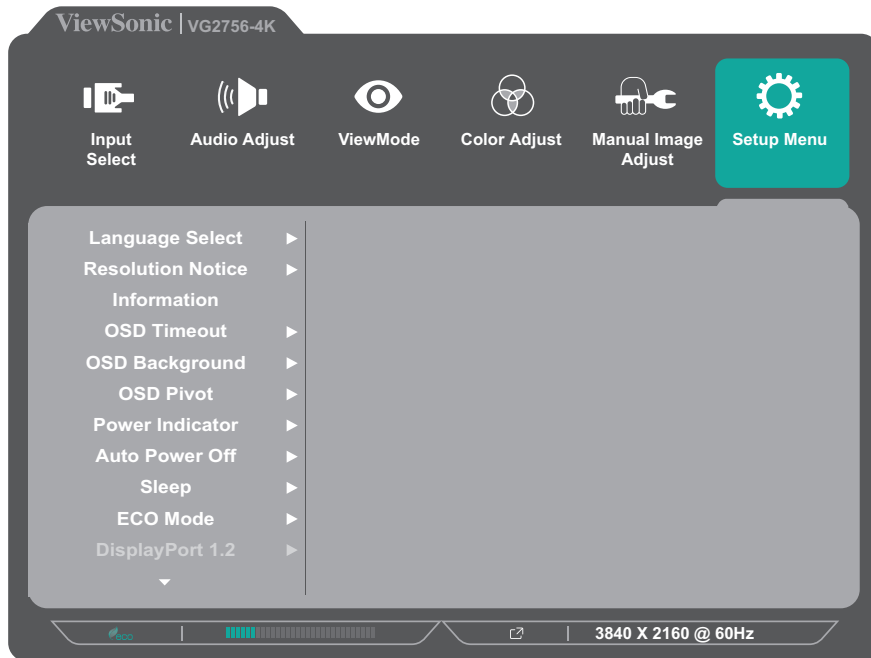 ViewSonic | VG2756-4K
Input Select
Audio Adjust
ViewMode
Color Adjust
Manual Image Adjust
Setup Menu
Language Select
Resolution Notice
Information
OSD Timeout
OSD Background
OSD Pivot
Power Indicator
Auto Power Off
Sleep
ECO Mode
DisplayPort 1.2
eco
3840 X 2160 @ 60Hz